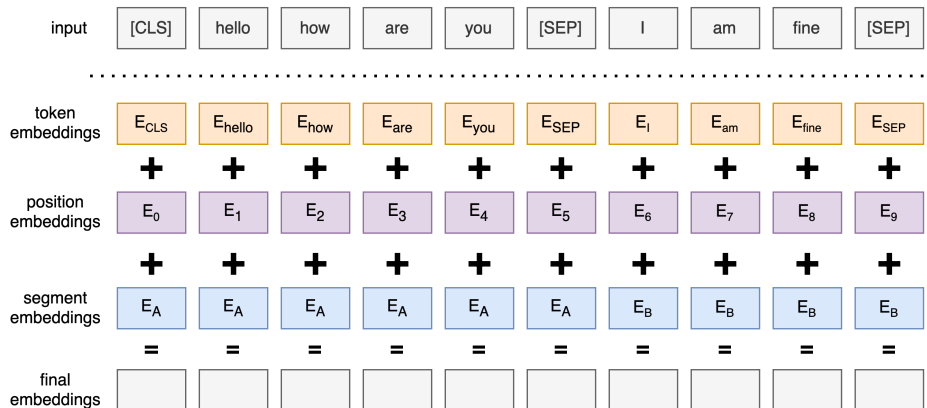 input [CLS] hello how are you [SEP] I am fine [SEP]
token embeddings E_CLS E_hello E_how E_are E_you E_SEP E_I E_am E_fine E_SEP
+ + + + + + + + + +
position embeddings E_0 E_1 E_2 E_3 E_4 E_5 E_6 E_7 E_8 E_9
+ + + + + + + + + +
segment embeddings E_A E_A E_A E_A E_A E_A E_B E_B E_B E_B
= = = = = = = = = =
final embeddings